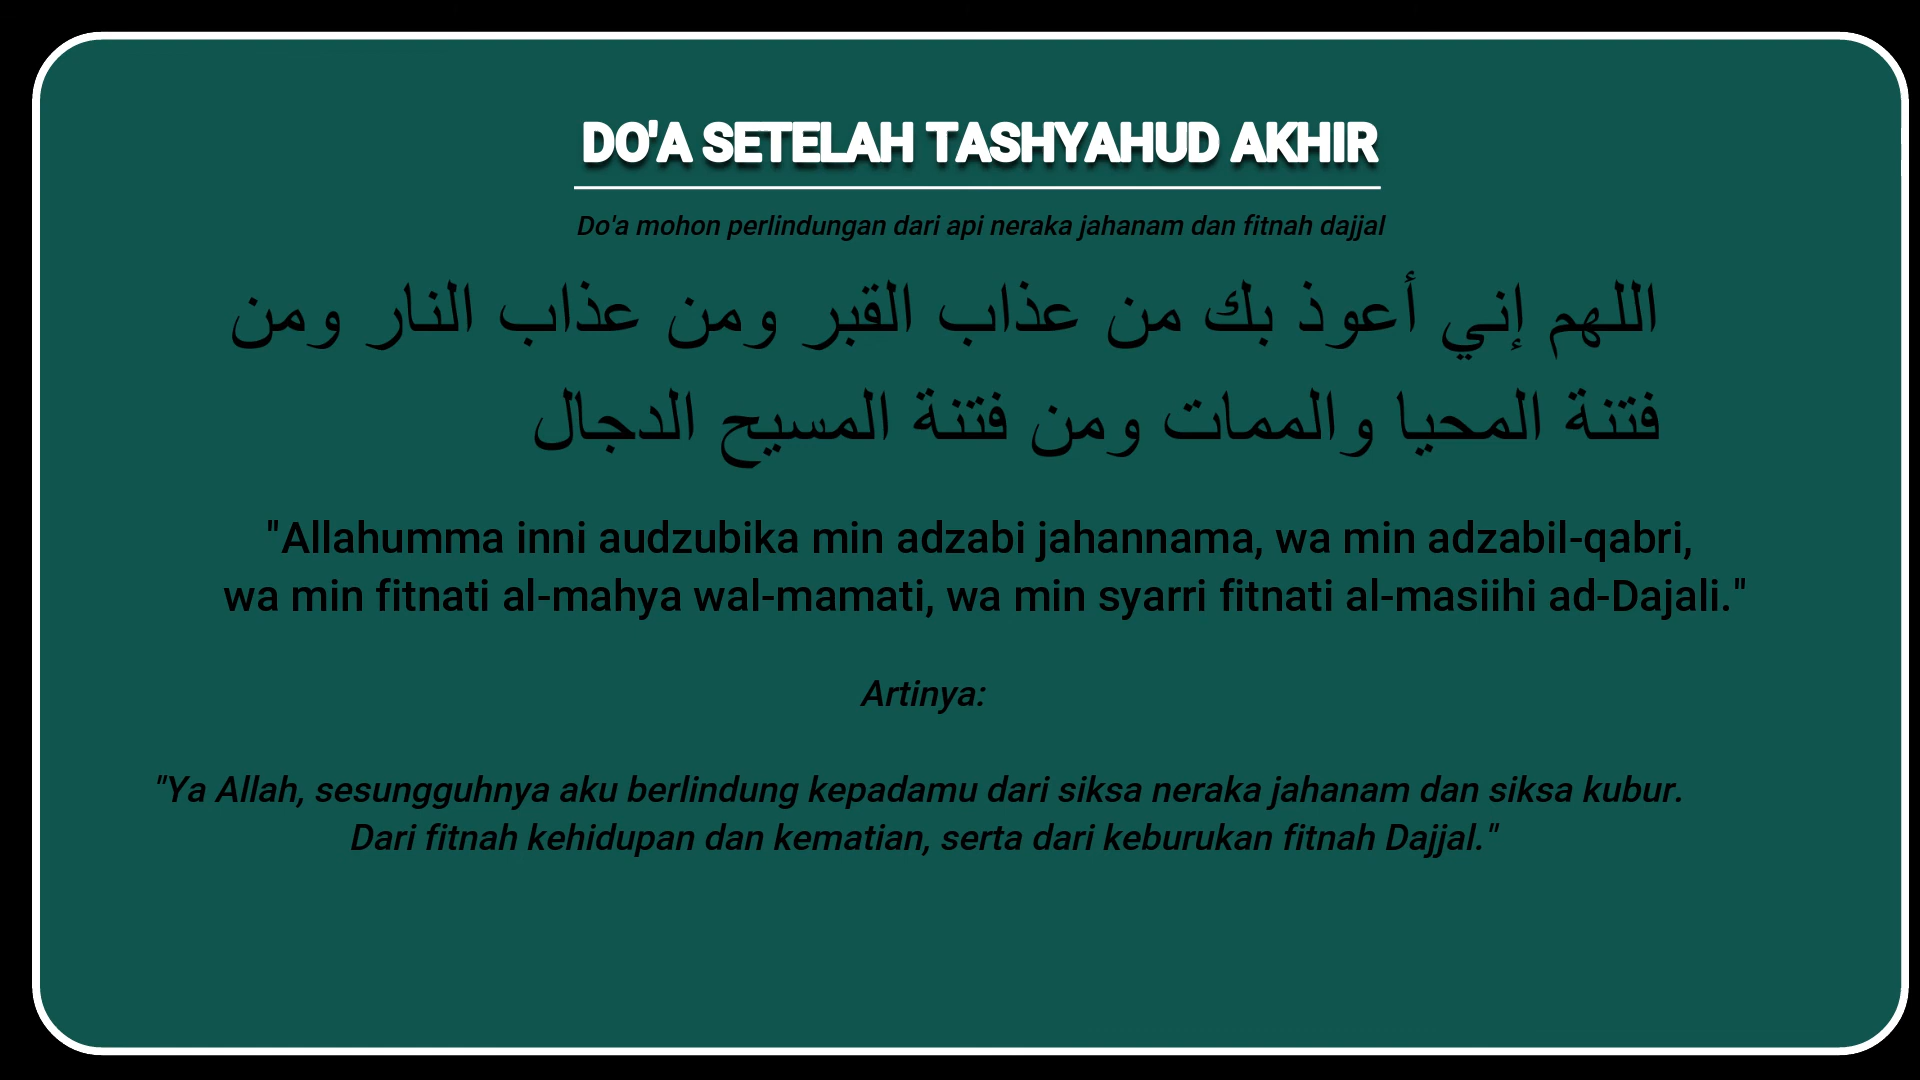 DO'A SETELAH TASHYAHUD AKHIR
Do'a mohon perlindungan dari api neraka jahanam dan fitnah dajjal
اللهم إني أعوذ بك من عذاب القبر ومن عذاب النار ومن
فتنة المحيا والممات ومن فتنة المسيح الدجال
"Allahumma inni audzubika min adzabi jahannama, wa min adzabil-qabri,
wa min fitnati al-mahya wal-mamati, wa min syarri fitnati al-masiihi ad-Dajali."
Artinya:
"Ya Allah, sesungguhnya aku berlindung kepadamu dari siksa neraka jahanam dan siksa kubur.
Dari fitnah kehidupan dan kematian, serta dari keburukan fitnah Dajjal."